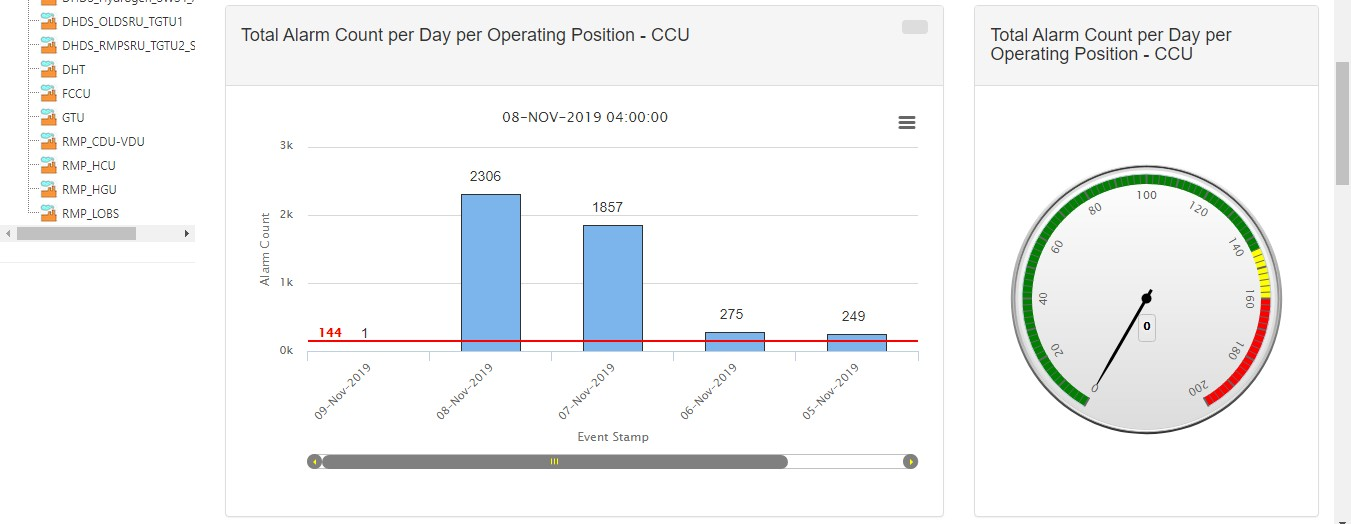 DHDS_OLDSRU_TGTU1
DHDS_RMPSRU_TGTU2_S
DHT
FCCU
GTU
RMP_CDU-VDU
RMP_HCU
RMP_HGU
RMP_LOBS
Total Alarm Count per Day per Operating Position - CCU
08-NOV-2019 04:00:00
Alarm Count
3k
2k
1k
0k
144
1
2306
1857
275
249
09-Nov-2019
08-Nov-2019
07-Nov-2019
06-Nov-2019
05-Nov-2019
Event Stamp
Total Alarm Count per Day per
Operating Position - CCU
0
20
40
60
80
100
120
140
160
180
200
0